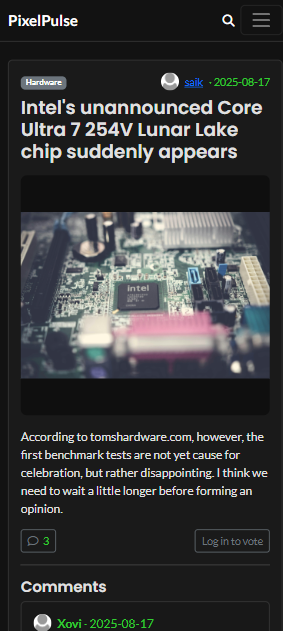 PixelPulse
Hardware
saik · 2025-08-17
Intel's unannounced Core
Ultra 7 254V Lunar Lake
chip suddenly appears
intel
According to tomshardware.com, however, the
first benchmark tests are not yet cause for
celebration, but rather disappointing. I think we
need to wait a little longer before forming an
opinion.
3
Log in to vote
Comments
Xovi · 2025-08-17